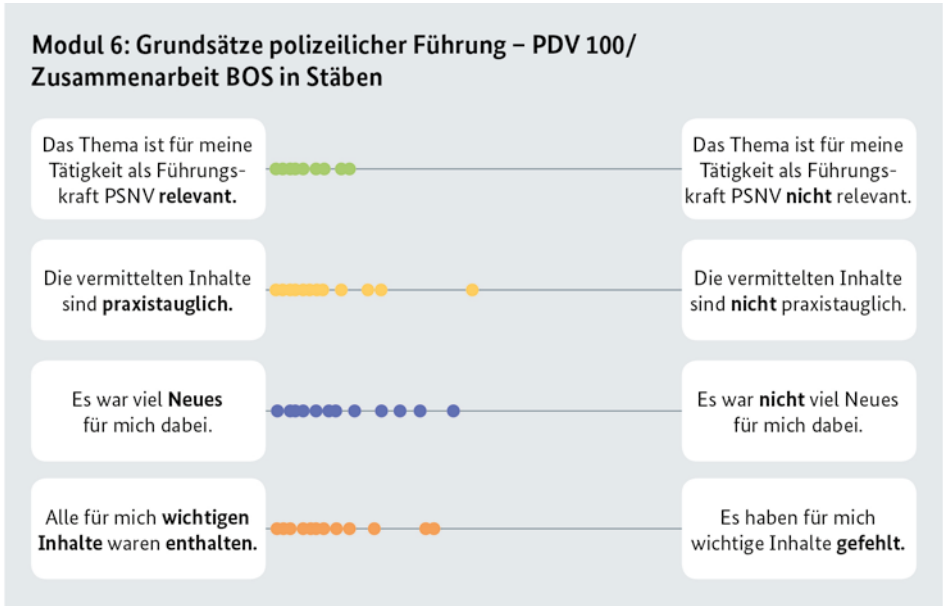 Modul 6: Grundsätze polizeilicher Führung – PDV 100/
Zusammenarbeit BOS in Stäben
Das Thema ist für meine
Tätigkeit als Führungs-
kraft PSNV relevant.
Das Thema ist für meine
Tätigkeit als Führungs-
kraft PSNV nicht relevant.
Die vermittelten Inhalte
sind praxistauglich.
Die vermittelten Inhalte
sind nicht praxistauglich.
Es war viel Neues
für mich dabei.
Es war nicht viel Neues
für mich dabei.
Alle für mich wichtigen
Inhalte waren enthalten.
Es haben für mich
wichtige Inhalte gefehlt.